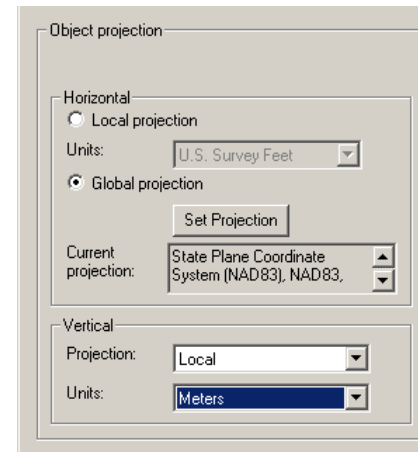 Object projection
Horizontal
Local projection
Units: U.S. Survey Feet
Global projection
Set Projection
Current projection:
State Plane Coordinate
System (NAD83), NAD83,
Vertical
Projection: Local
Units: Meters